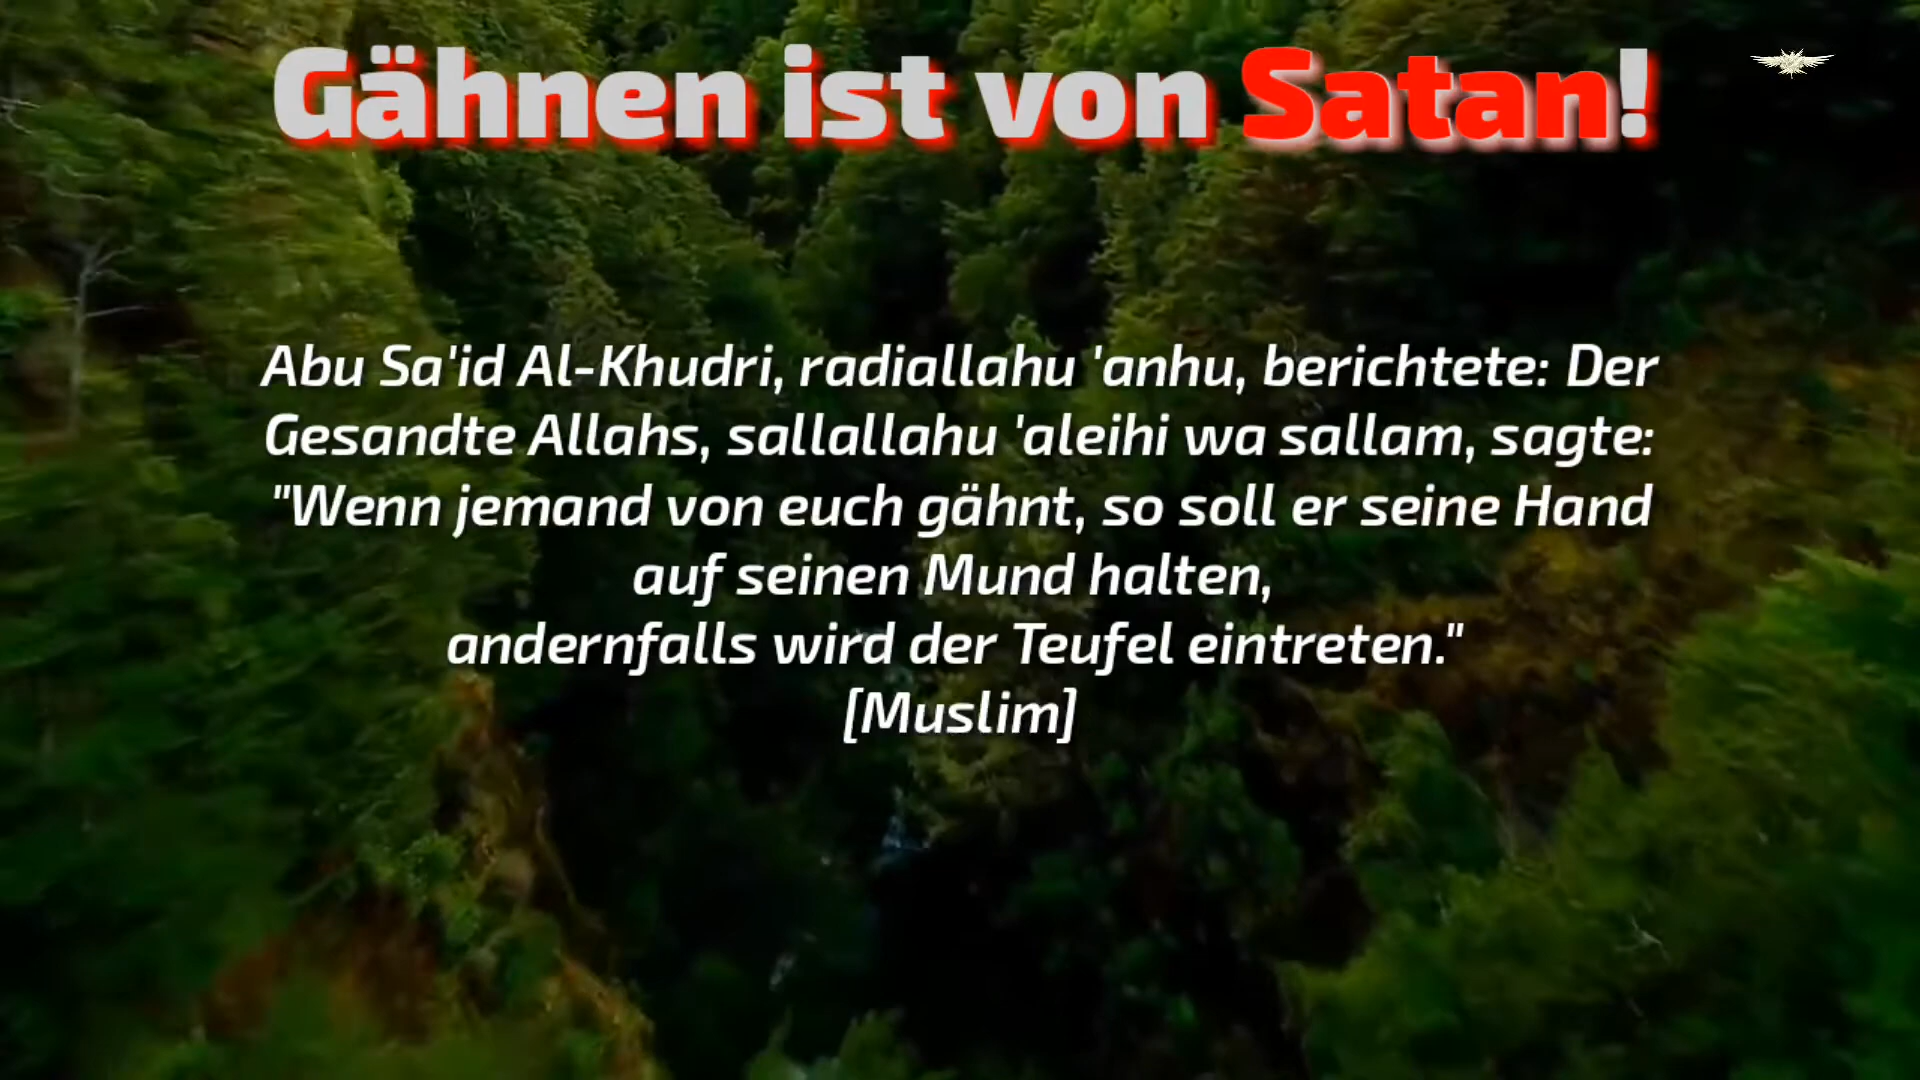 Gähnen ist von Satan!
Abu Sa'id Al-Khudri, radiallahu 'anhu, berichtete: Der
Gesandte Allahs, sallallahu 'aleihi wa sallam, sagte:
"Wenn jemand von euch gähnt, so soll er seine Hand
auf seinen Mund halten,
andernfalls wird der Teufel eintreten."
[Muslim]